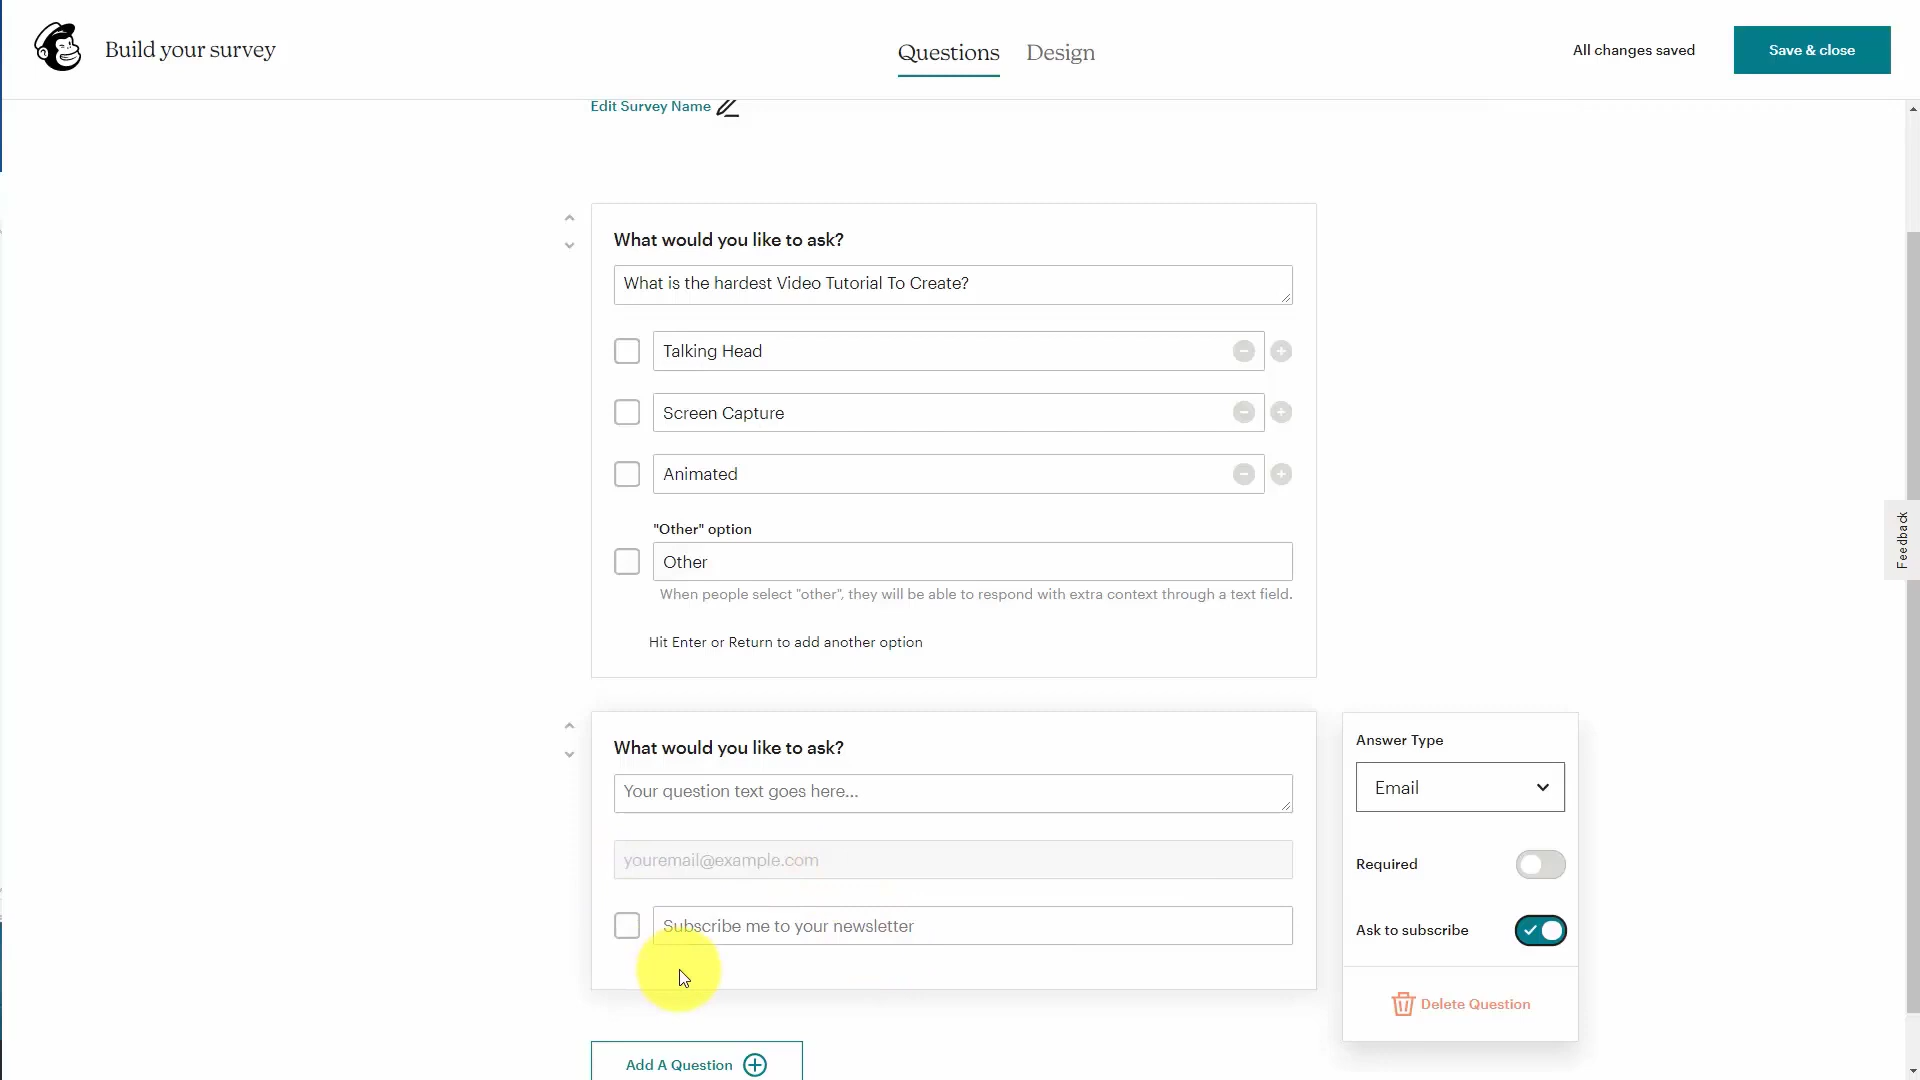 Build your survey
Questions
Design
All changes saved
Save & close
Edit Survey Name
What would you like to ask?
What is the hardest Video Tutorial To Create?
Talking Head
Screen Capture
Animated
"Other" option
Other
When people select "other", they will be able to respond with extra context through a text field.
Hit Enter or Return to add another option
Feedback
What would you like to ask?
Your question text goes here...
youremail@example.com
Subscribe me to your newsletter
Answer Type
Email
Required
Ask to subscribe
Delete Question
Add A Question